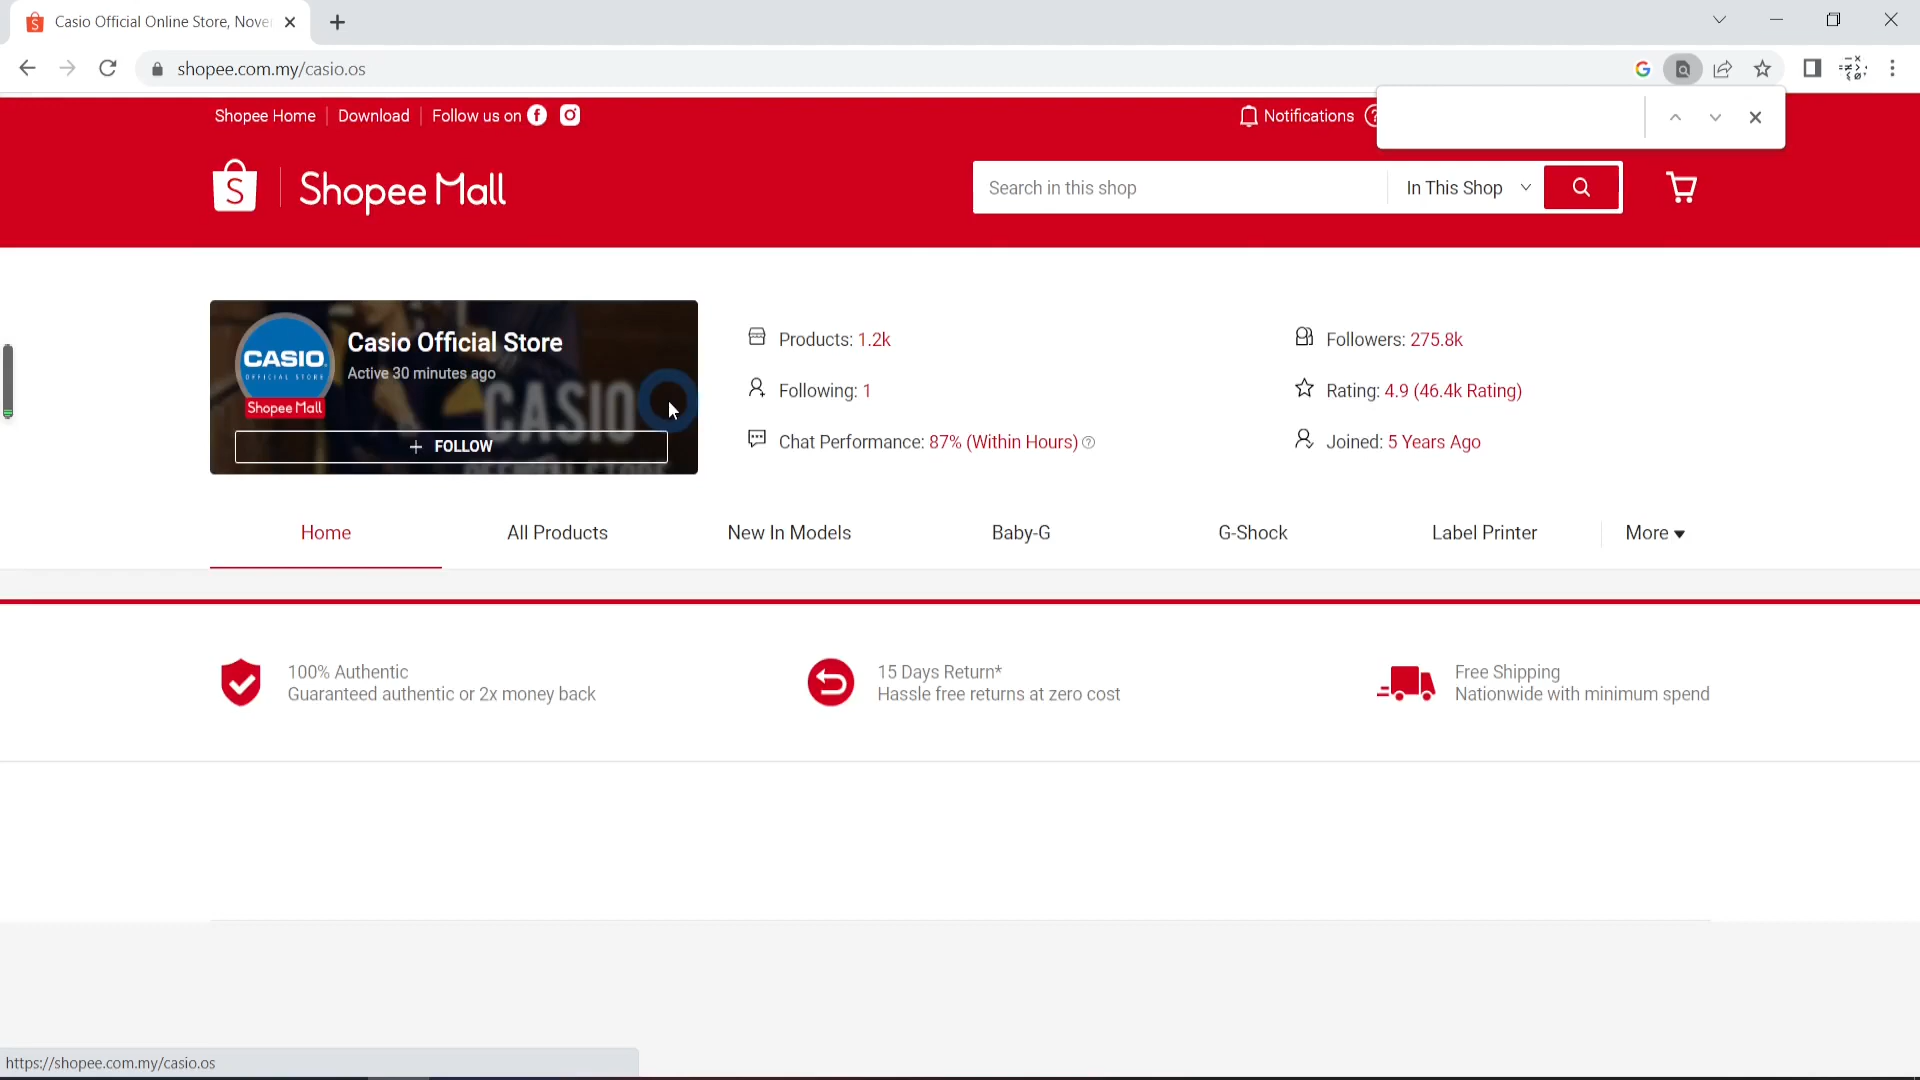 Casio Official Online Store, Nove
shopee.com.my/casio.os
Shopee Home
Download
Follow us on
Notifications
Shopee Mall
Search in this shop
In This Shop
CASIO
OFFICIAL STORE
Shopee Mall
Casio Official Store
Active 30 minutes ago
CASIO
+ FOLLOW
Products: 1.2k
Followers: 275.8k
Following: 1
Rating: 4.9 (46.4k Rating)
Chat Performance: 87% (Within Hours)
Joined: 5 Years Ago
Home
All Products
New In Models
Baby-G
G-Shock
Label Printer
More
100% Authentic
Guaranteed authentic or 2x money back
15 Days Return*
Hassle free returns at zero cost
Free Shipping
Nationwide with minimum spend
https://shopee.com.my/casio.os